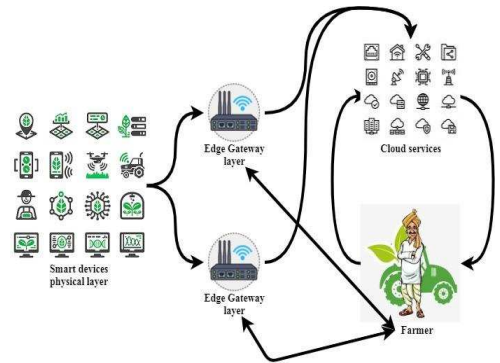 Edge Gateway
layer
Cloud services
Smart devices
physical layer
Edge Gateway
layer
Farmer